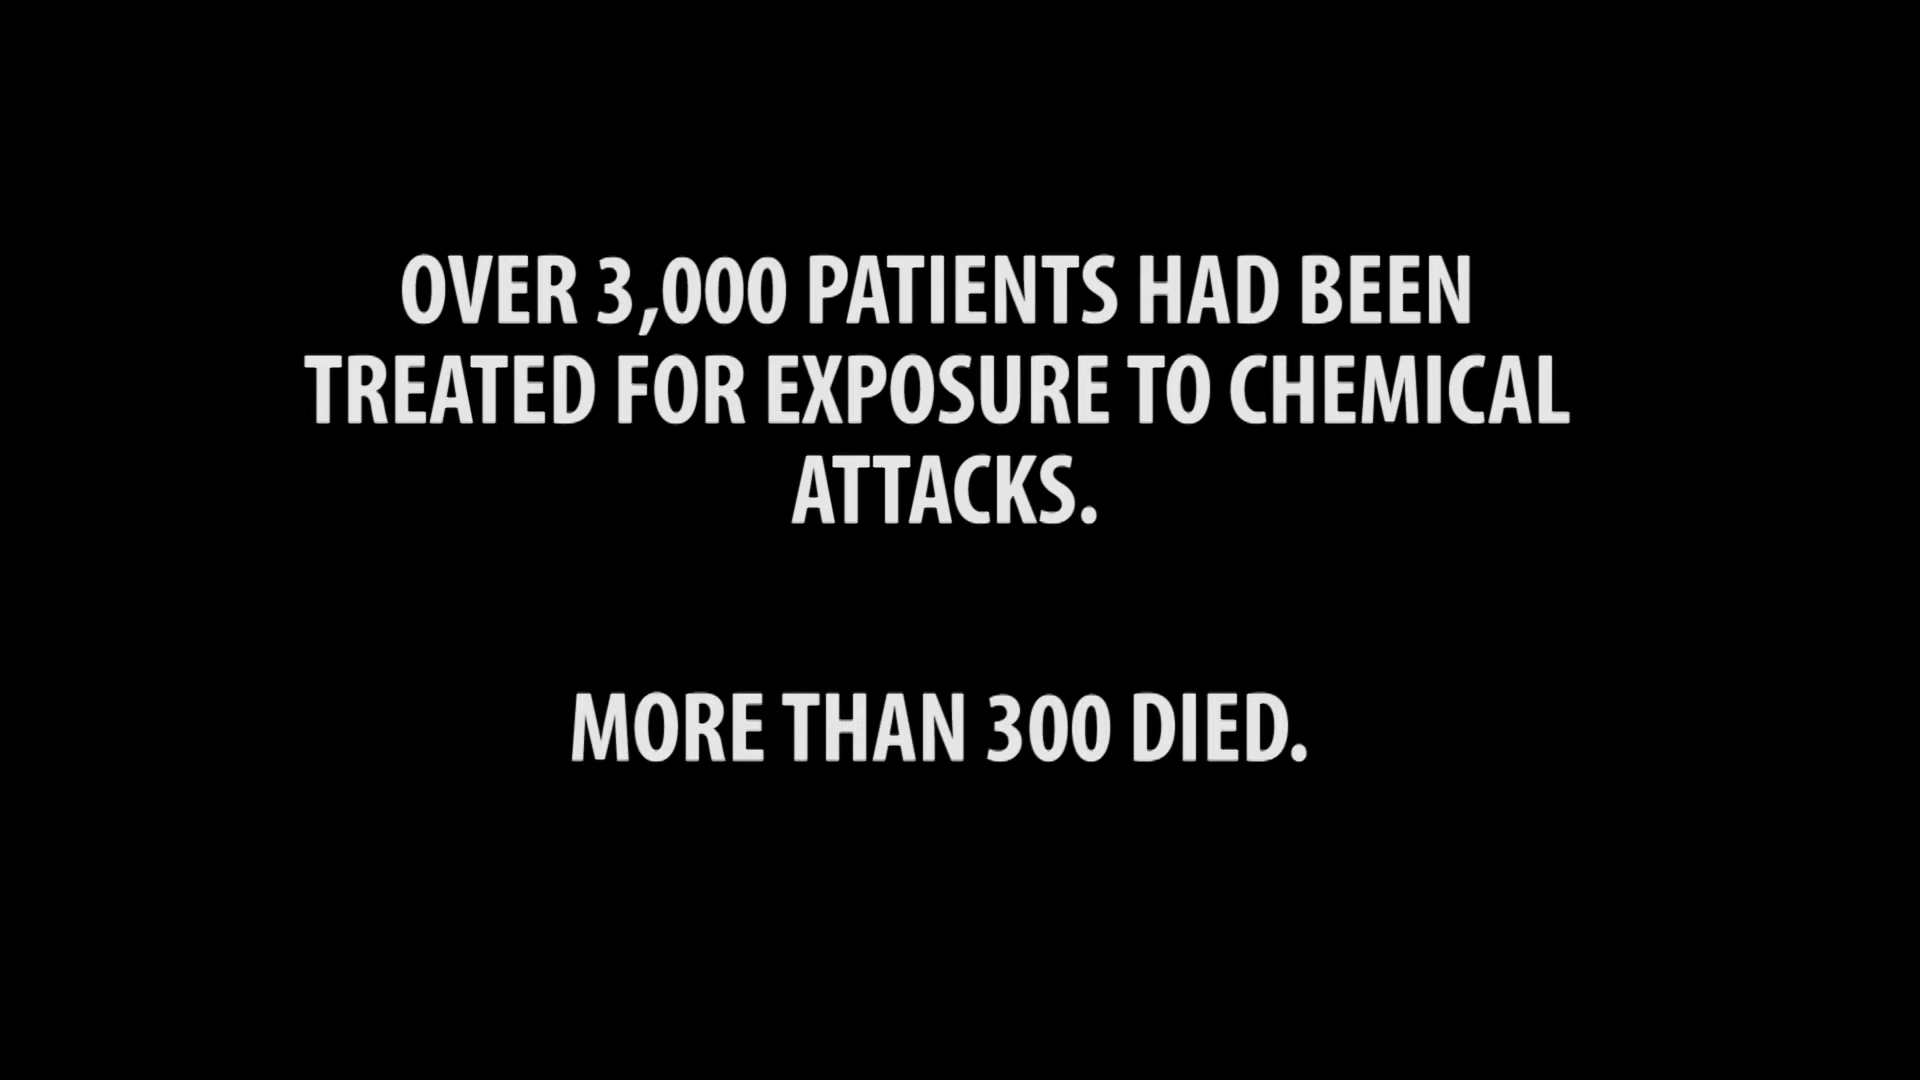 OVER 3,000 PATIENTS HAD BEEN
TREATED FOR EXPOSURE TO CHEMICAL
ATTACKS.
MORE THAN 300 DIED.